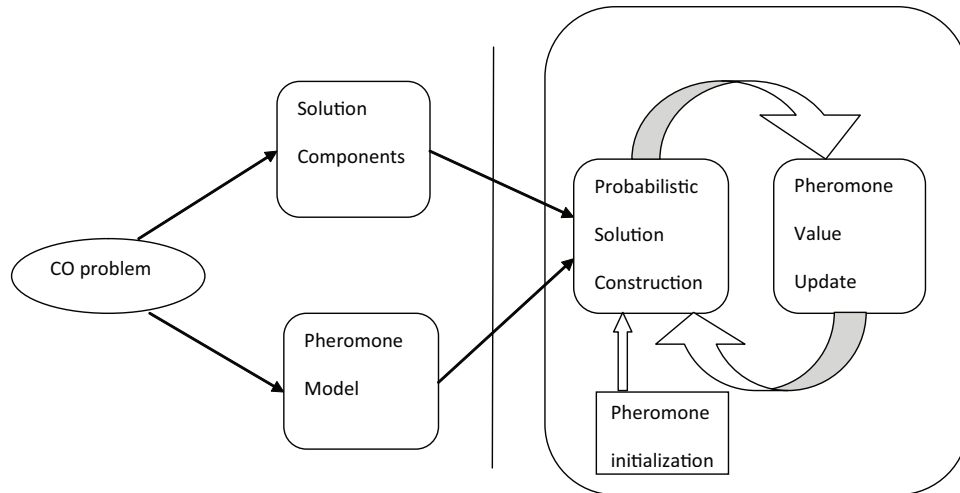 Solution
Components
CO problem
Pheromone
Model
Probabilistic
Solution
Construction
Pheromone
Value
Update
Pheromone
initialization